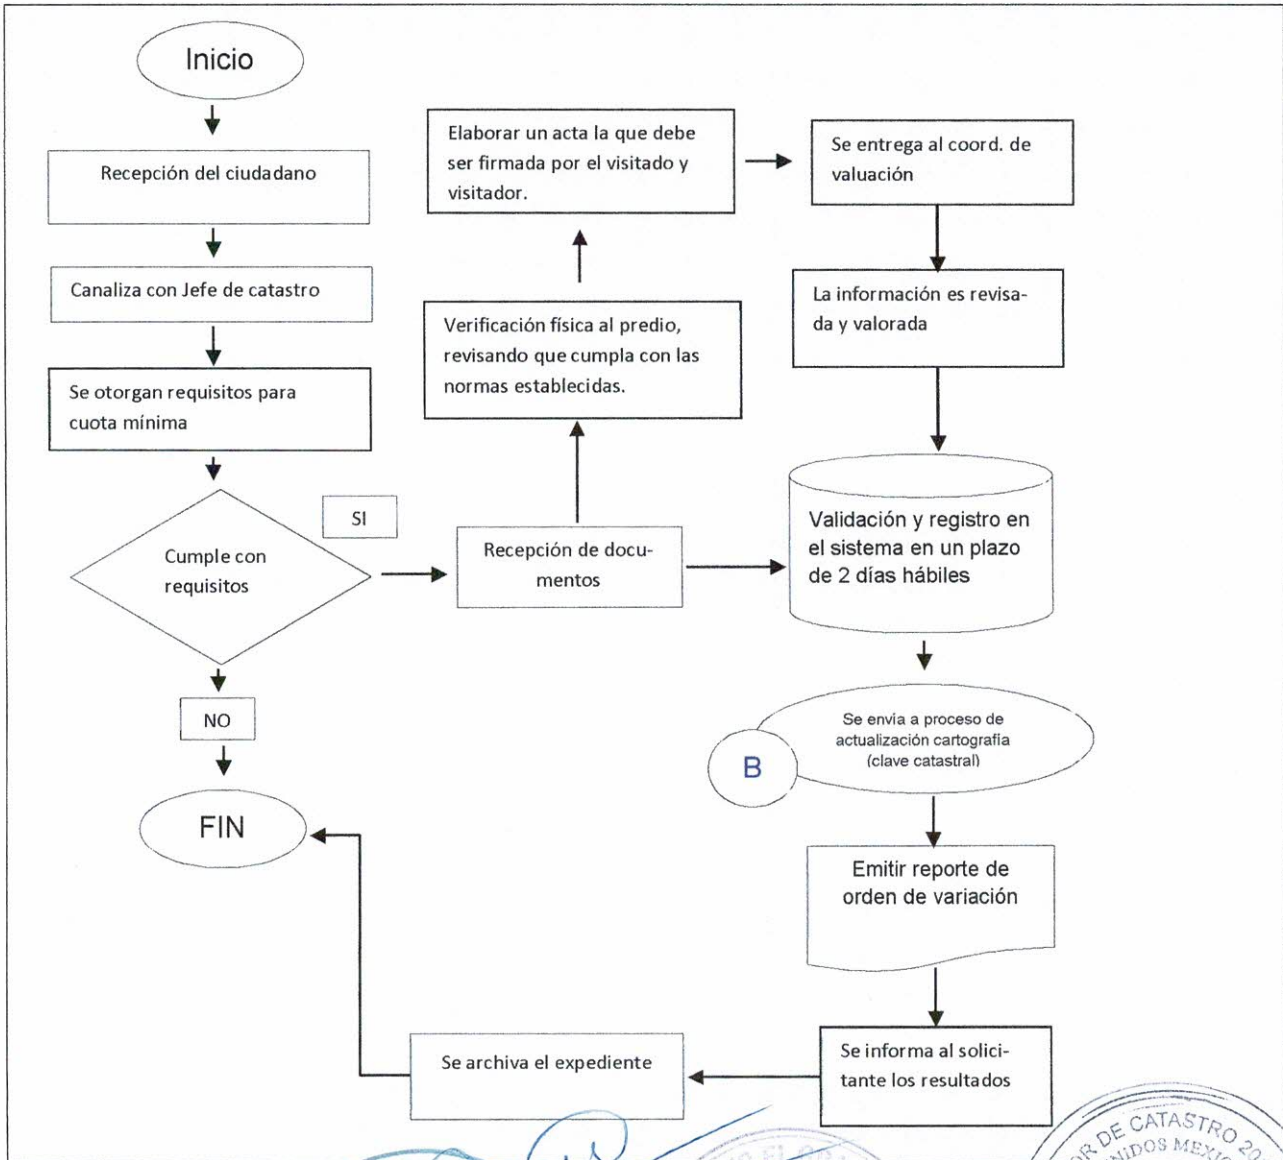 Inicio
Recepción del ciudadano
Canaliza con Jefe de catastro
Se otorgan requisitos para
cuota mínima
Cumple con
requisitos
SI
NO
FIN
Recepción de docu-
mentos
Verificación física al predio,
revisando que cumpla con las
normas establecidas.
Elaborar un acta la que debe
ser firmada por el visitado y
visitador.
Se entrega al coord. de
valuación
La información es revisa-
da y valorada
Validación y registro en
el sistema en un plazo
de 2 días hábiles
Se envia a proceso de
actualización cartografia
(clave catastral)
B
Emitir reporte de
orden de variación
Se informa al solici-
tante los resultados
Se archiva el expediente
DE CATASTRO